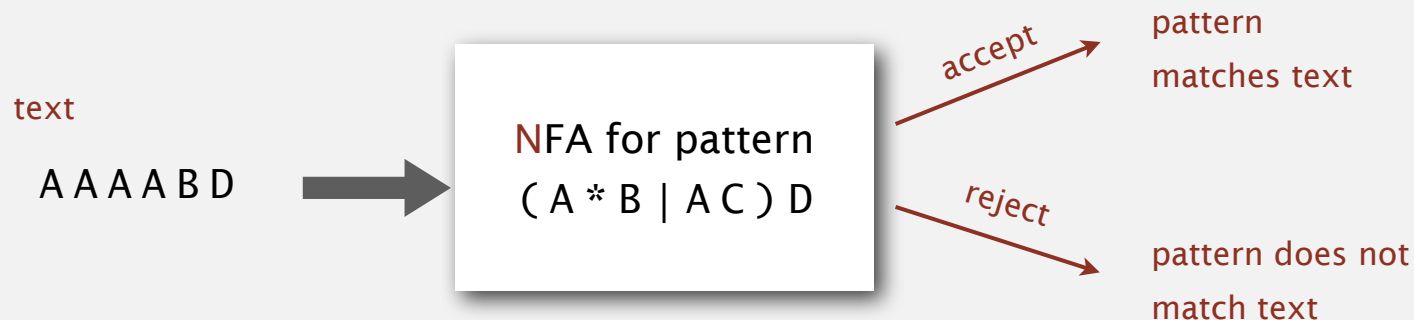 text
A A A A B D
NFA for pattern
( A * B | A C ) D
accept
pattern
matches text
reject
pattern does not
match text